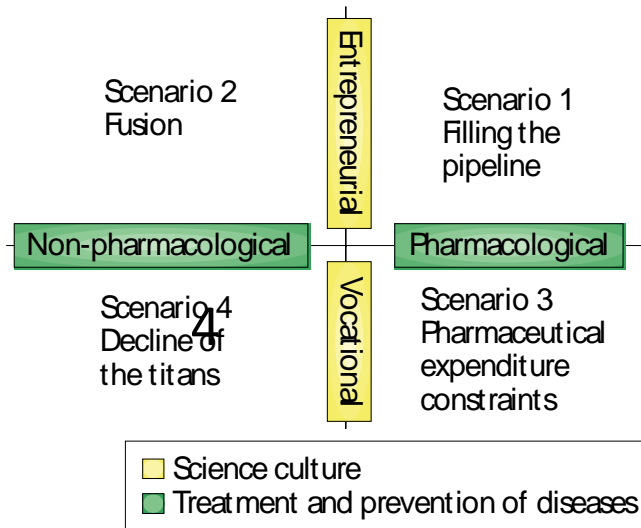 Entrepreneurial
Scenario 2
Fusion
Scenario 1
Filling the
pipeline
Non-pharmacological
Pharmacological
Vocational
Scenario 4
Decline of
the titans
4
Scenario 3
Pharmaceutical
expenditure
constraints
Science culture
Treatment and prevention of diseases